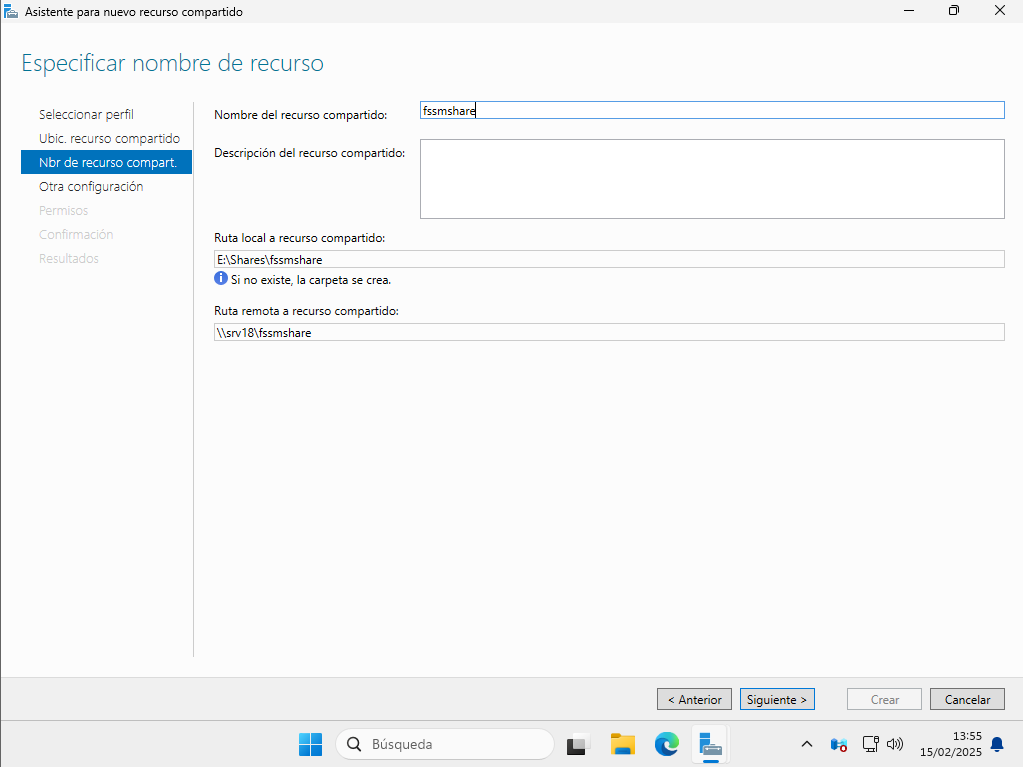 Asistente para nuevo recurso compartido
Especificar nombre de recurso
Seleccionar perfil
Ubic. recurso compartido
Nbr de recurso compart.
Otra configuración
Permisos
Confirmación
Resultados
Nombre del recurso compartido:
fssmshare
Descripción del recurso compartido:
Ruta local a recurso compartido:
E:\Shares\fssmshare
Si no existe, la carpeta se crea.
Ruta remota a recurso compartido:
\\srv18\fssmshare
< Anterior
Siguiente >
Crear
Cancelar
Búsqueda
13:55
15/02/2025